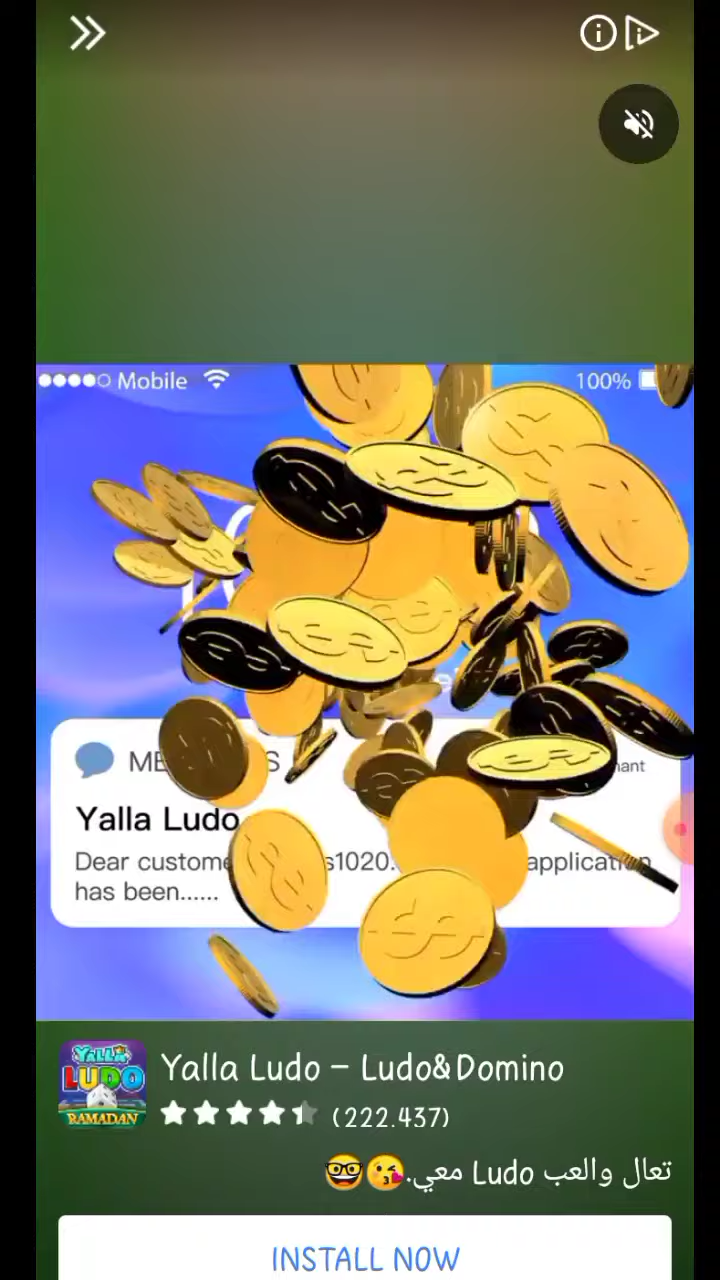 Mobile
100%
Yalla Ludo
Dear custome s1020. application
has been......
YALLA
LUDO
RAMADAN
Yalla Ludo – Ludo&Domino
(222.437)
تعال والعب Ludo معي.😘🤓
INSTALL NOW